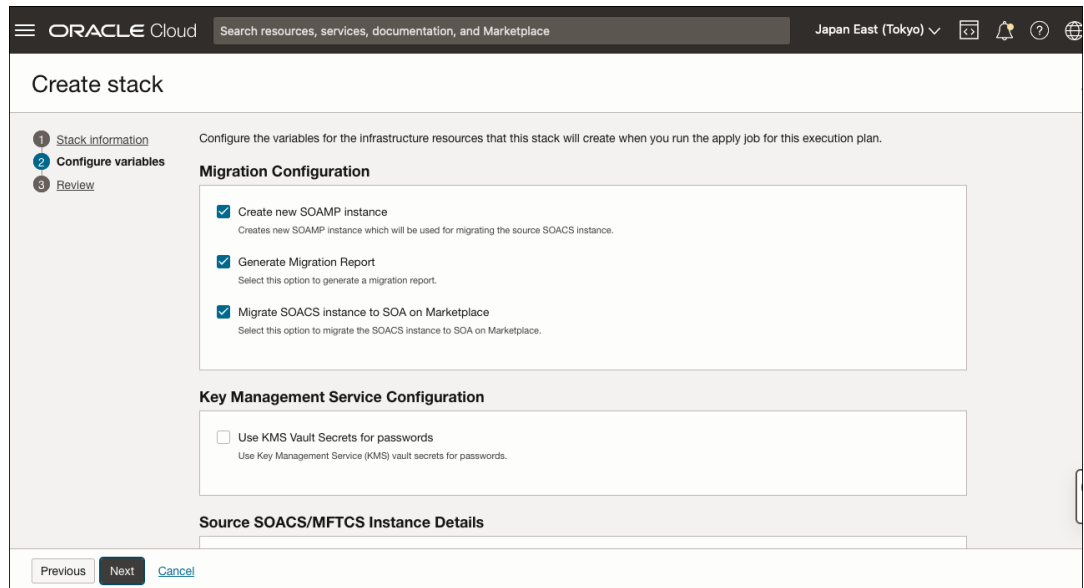 ORACLE Cloud
Search resources, services, documentation, and Marketplace
Japan East (Tokyo)
Create stack
1 Stack information
2 Configure variables
3 Review
Configure the variables for the infrastructure resources that this stack will create when you run the apply job for this execution plan.
Migration Configuration
Create new SOAMP instance
Creates new SOAMP instance which will be used for migrating the source SOACS instance.
Generate Migration Report
Select this option to generate a migration report.
Migrate SOACS instance to SOA on Marketplace
Select this option to migrate the SOACS instance to SOA on Marketplace.
Key Management Service Configuration
Use KMS Vault Secrets for passwords
Use Key Management Service (KMS) vault secrets for passwords.
Source SOACS/MFTCS Instance Details
Previous Next Cancel